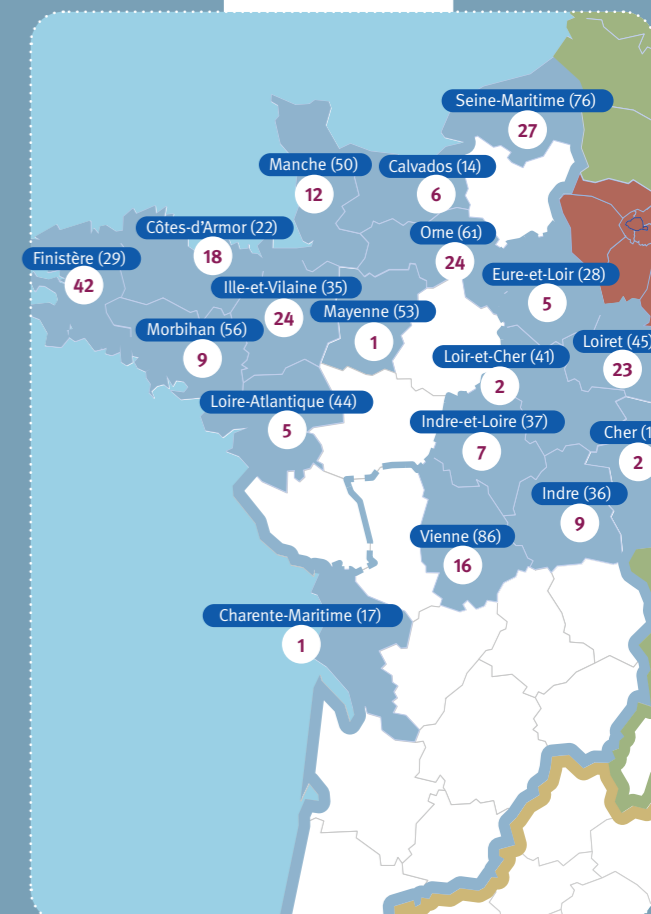 Seine-Maritime (76)
27
Manche (50)
12
Calvados (14)
6
Côtes-d'Armor (22)
18
Orne (61)
24
Finistère (29)
42
Eure-et-Loir (28)
5
Ille-et-Vilaine (35)
24
Mayenne (53)
1
Morbihan (56)
9
Loiret (45)
23
Loir-et-Cher (41)
2
Loire-Atlantique (44)
5
Indre-et-Loire (37)
7
Cher (1
2
Indre (36)
9
Vienne (86)
16
Charente-Maritime (17)
1